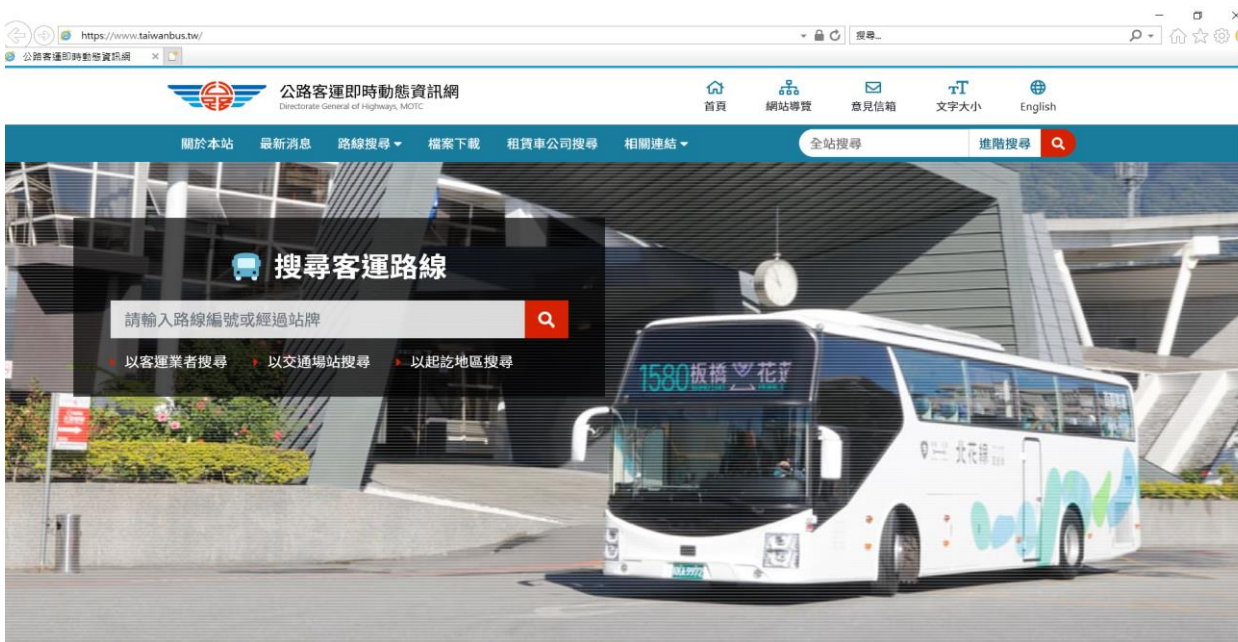 https://www.taiwanbus.tw/
搜尋...
公路客運即時動態資訊網
公路客運即時動態資訊網
Directorate General of Highways, MOTC
首頁
網站導覽
意見信箱
TT
文字大小
English
關於本站 最新消息 路線搜尋 檔案下載 租賃車公司搜尋 相關連結
全站搜尋 進階搜尋
搜尋客運路線
請輸入路線編號或經過站牌
以客運業者搜尋 以交通場站搜尋 以起訖地區搜尋
1580 板橋 花蓮
北花線